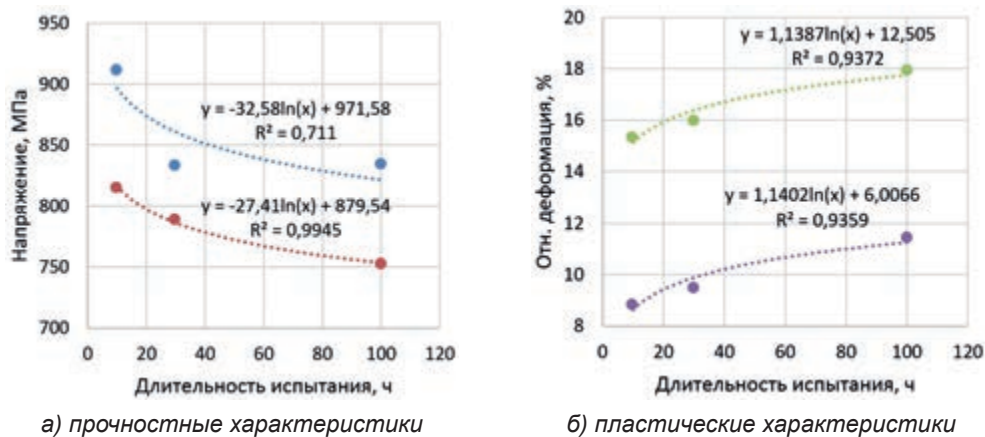 950
900
850
800
750
700
Напряжение, МПа
y = -32,58ln(x) + 971,58
R² = 0,711
y = -27,41ln(x) + 879,54
R² = 0,9945
0 20 40 60 80 100 120
Длительность испытания, ч
а) прочностные характеристики
20
18
16
14
12
10
8
Отн. деформация, %
y = 1,1387ln(x) + 12,505
R² = 0,9372
y = 1,1402ln(x) + 6,0066
R² = 0,9359
0 20 40 60 80 100 120
Длительность испытания, ч
б) пластические характеристики